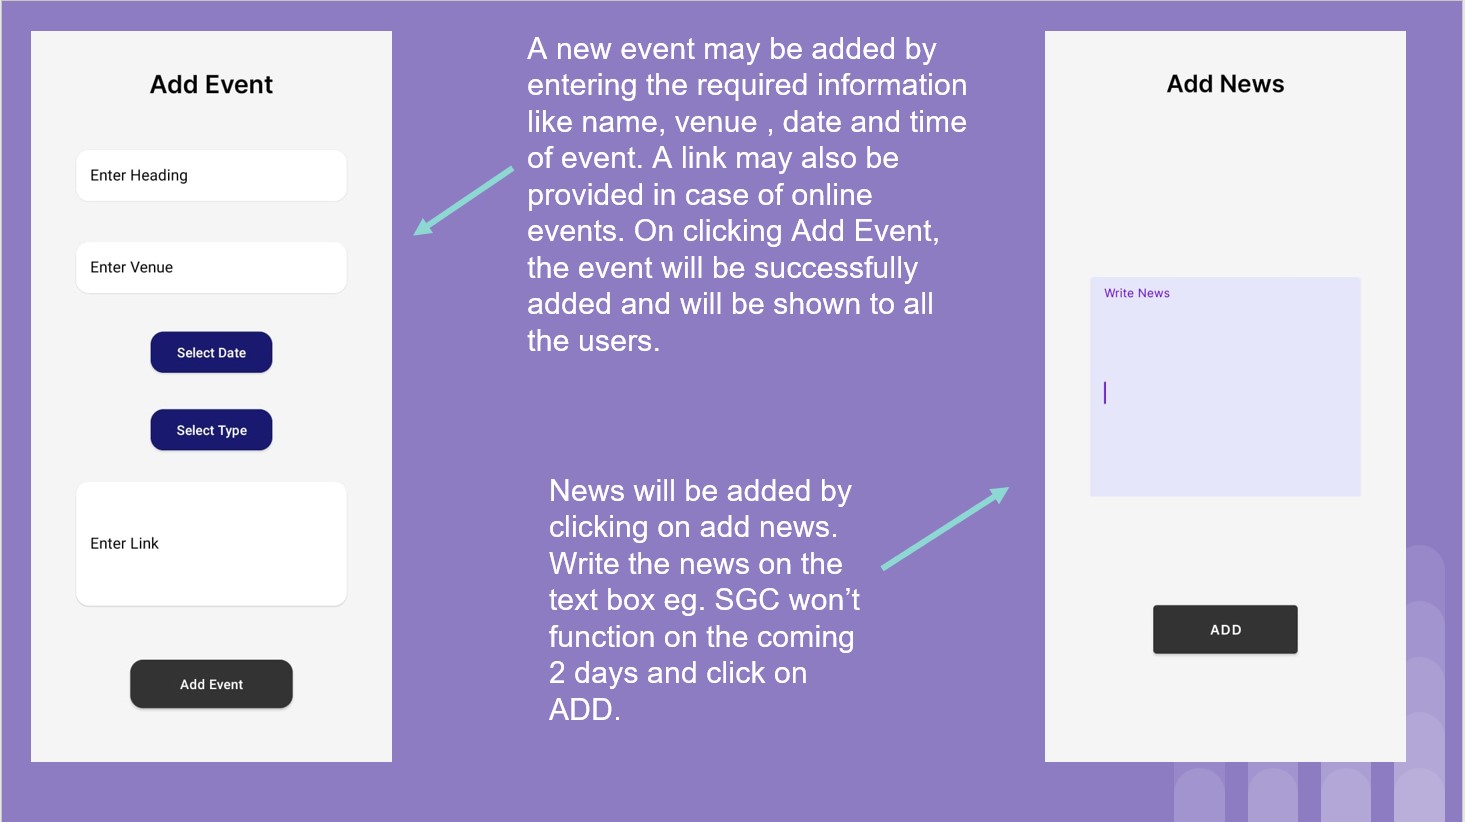 Add Event
Enter Heading
Enter Venue
Select Date
Select Type
Enter Link
Add Event
A new event may be added by
entering the required information
like name, venue , date and time
of event. A link may also be
provided in case of online
events. On clicking Add Event,
the event will be successfully
added and will be shown to all
the users.
News will be added by
clicking on add news.
Write the news on the
text box eg. SGC won’t
function on the coming
2 days and click on
ADD.
Add News
Write News
ADD